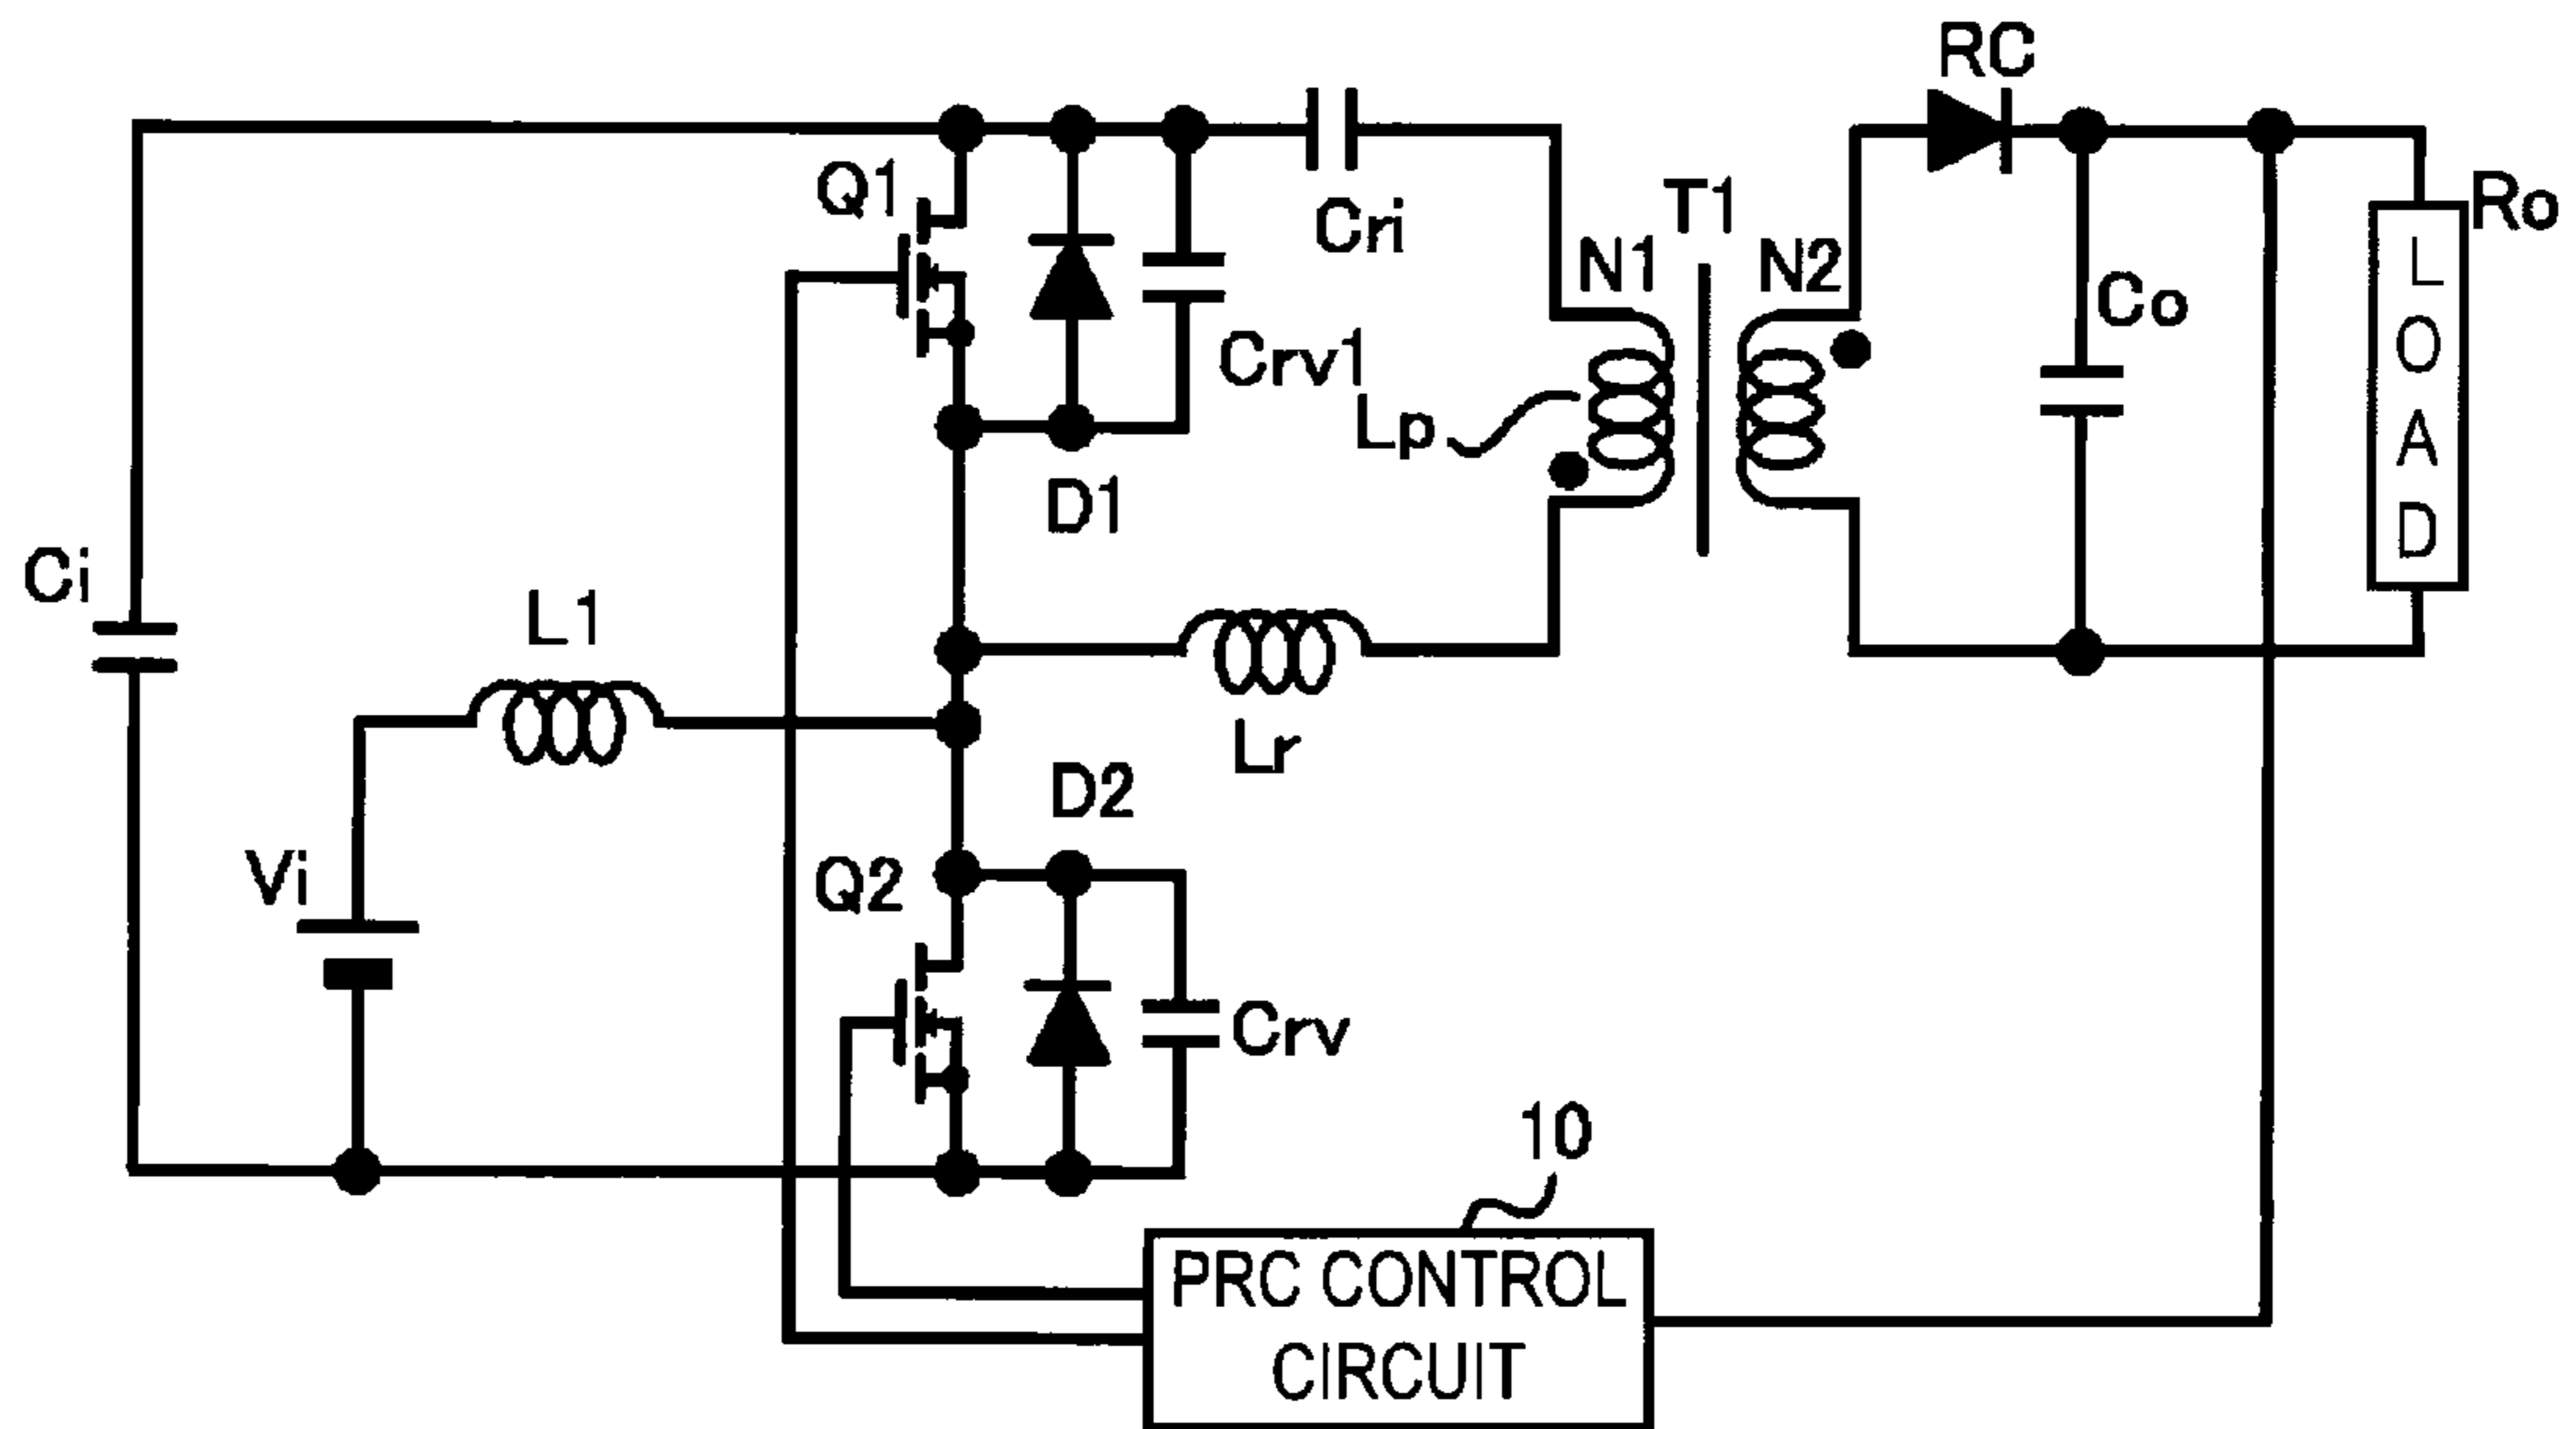 RC
Q1
Cri
T1
Ro
N1
N2
Co
LOAD
Crv1
Lp
D1
Ci
L1
Lr
D2
Vi
Q2
Crv
10
PRC CONTROL
CIRCUIT